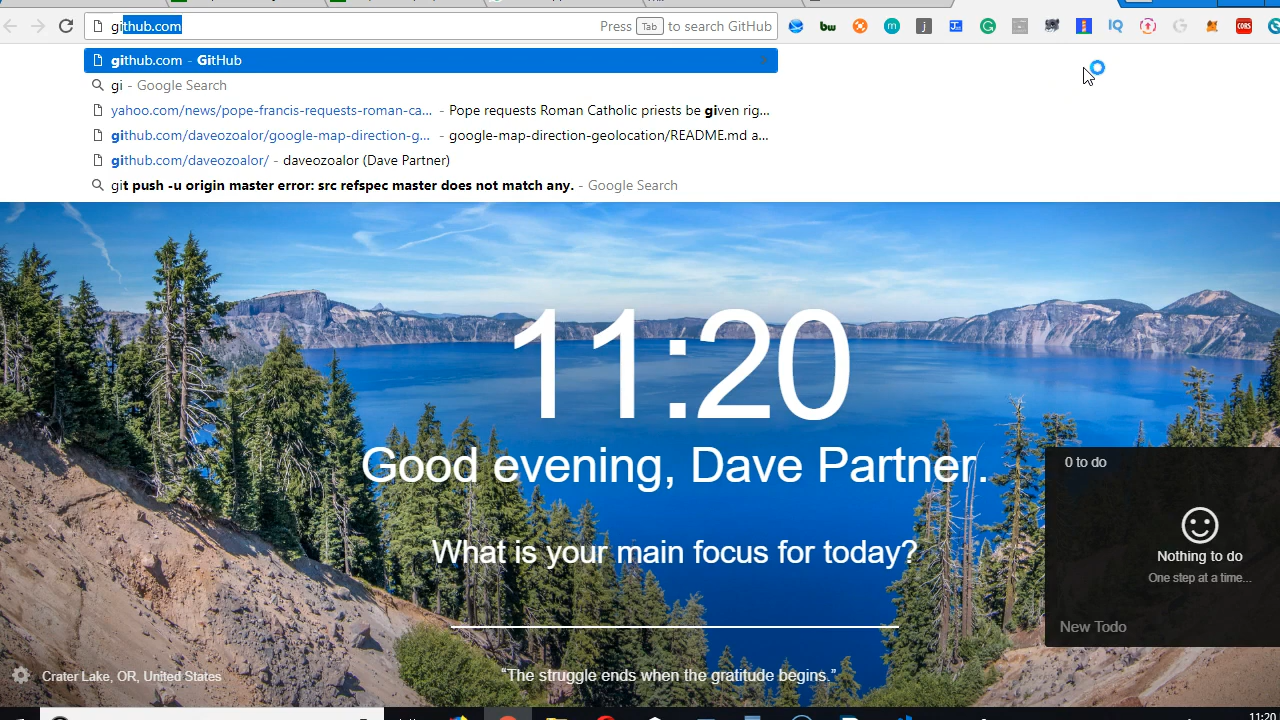 github.com
Press Tab to search GitHub
github.com - GitHub
gi - Google Search
yahoo.com/news/pope-francis-requests-roman-ca... - Pope requests Roman Catholic priests be given rig...
github.com/daveozoalor/google-map-direction-g... - google-map-direction-geolocation/README.md a...
github.com/daveozoalor/ - daveozoalor (Dave Partner)
git push -u origin master error: src refspec master does not match any. - Google Search
bw
m
j
IQ
G
CORS
11:20
Good evening, Dave Partner.
What is your main focus for today?
0 to do
Nothing to do
One step at a time...
New Todo
Crater Lake, OR, United States
“The struggle ends when the gratitude begins.”
11:20